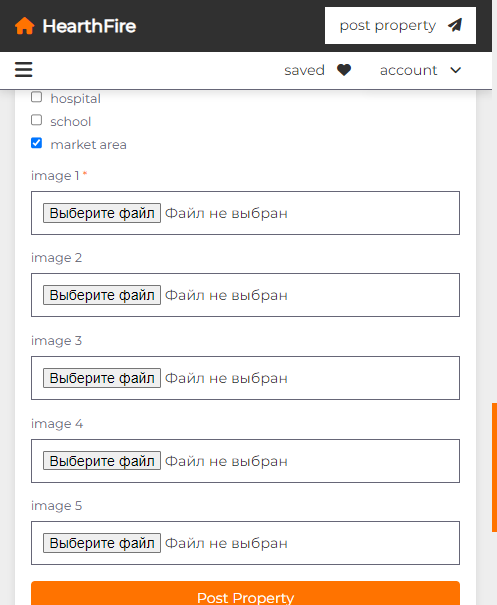 HearthFire
post property
saved
account
hospital
school
market area
image 1 *
Выберите файл Файл не выбран
image 2
Выберите файл Файл не выбран
image 3
Выберите файл Файл не выбран
image 4
Выберите файл Файл не выбран
image 5
Выберите файл Файл не выбран
Post Property